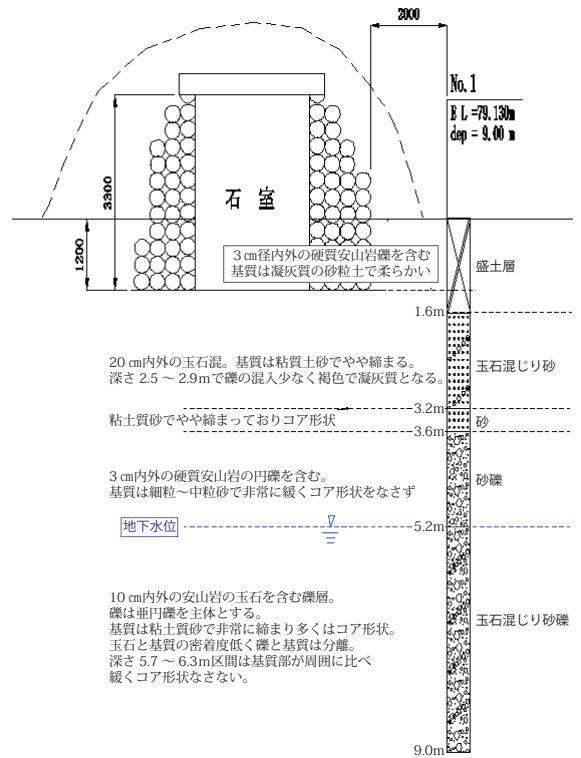 2000
No.1
EL=79.130m
dep = 9.00 m
3300
石 室
1200
3㎝径内外の硬質安山岩礫を含む
基質は凝灰質の砂粒土で柔らかい
盛土層
1.6m
20㎝内外の玉石混。基質は粘質土砂でやや締まる。
深さ 2.5 ～ 2.9mで礫の混入少なく褐色で凝灰質となる。
玉石混じり砂
3.2m
粘土質砂でやや締まっておりコア形状
砂
3.6m
3㎝内外の硬質安山岩の円礫を含む。
基質は細粒～中粒砂で非常に緩くコア形状をなさず
砂礫
地下水位
5.2m
10㎝内外の安山岩の玉石を含む礫層。
礫は亜円礫を主体とする。
基質は粘土質砂で非常に締まり多くはコア形状。
玉石と基質の密着度低く礫と基質は分離。
深さ 5.7 ～ 6.3m区間は基質部が周囲に比べ
緩くコア形状なさない。
玉石混じり砂礫
9.0m